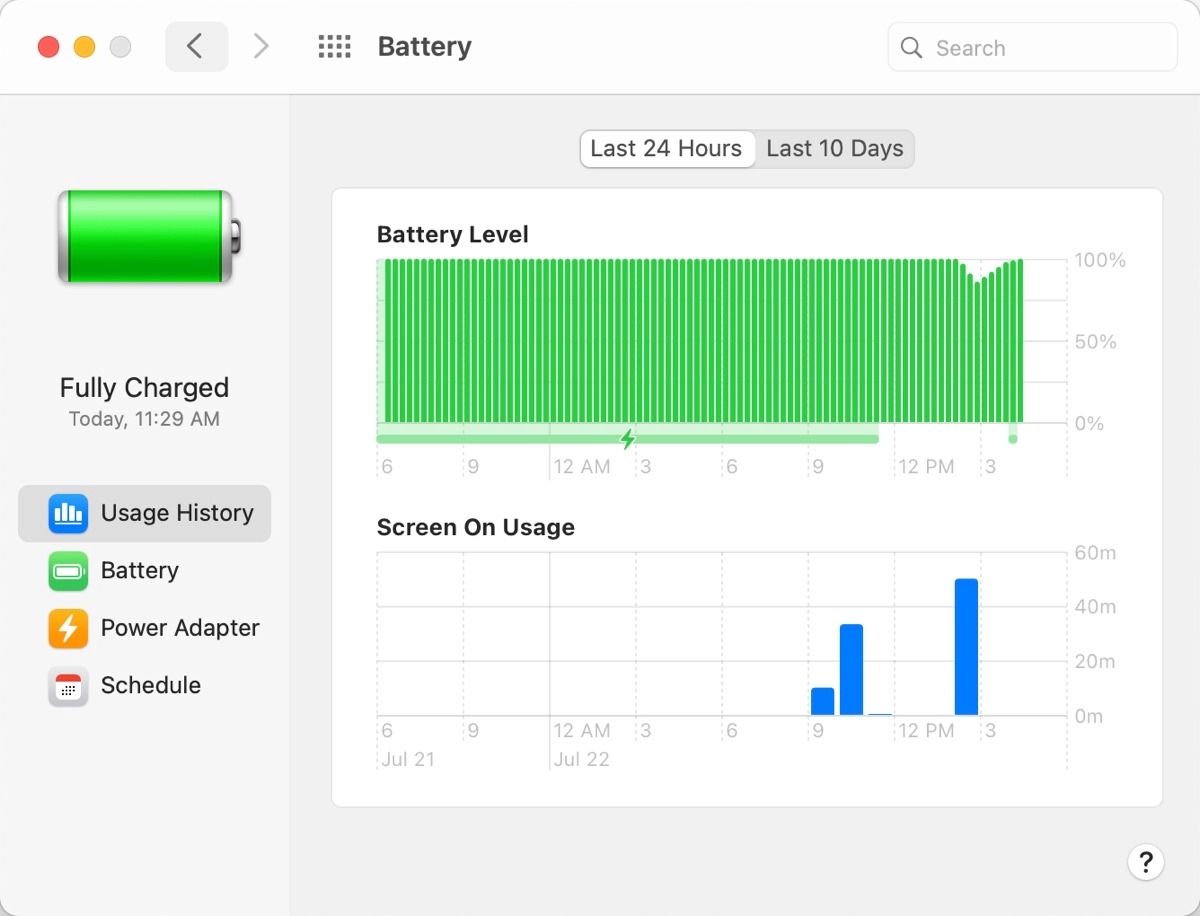 Battery
Search
Last 24 Hours Last 10 Days
Battery Level
100%
50%
0%
6 9 12 AM 3 6 9 12 PM 3
Fully Charged
Today, 11:29 AM
Usage History
Battery
Power Adapter
Schedule
Screen On Usage
60m
40m
20m
0m
6 9 12 AM 3 6 9 12 PM 3
Jul 21 Jul 22
?